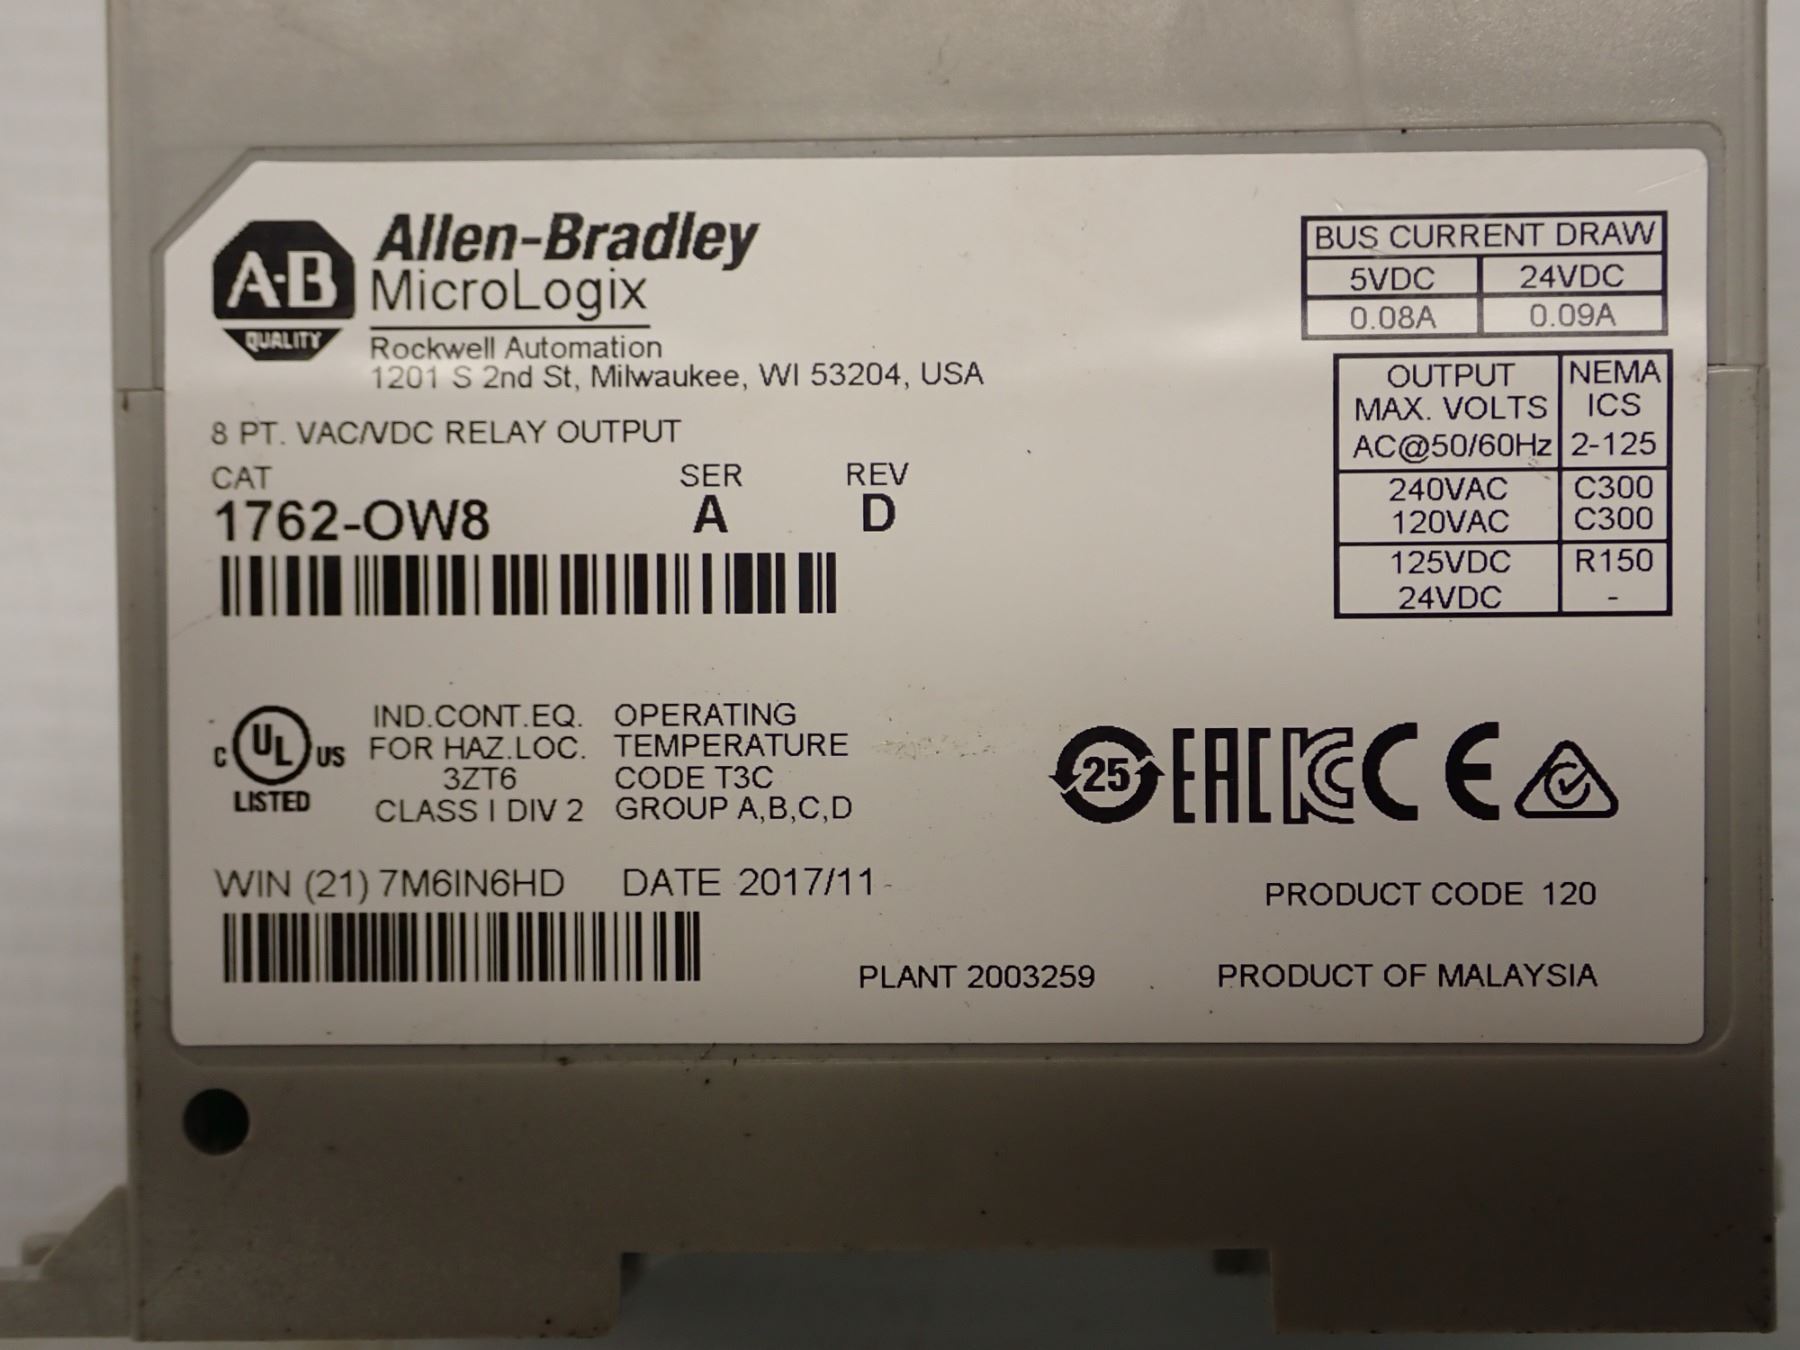 A-B
QUALITY
Allen-Bradley
MicroLogix
Rockwell Automation
1201 S 2nd St, Milwaukee, WI 53204, USA
8 PT. VAC/VDC RELAY OUTPUT
CAT SER REV
1762-OW8 A D
BUS CURRENT DRAW
5VDC 24VDC
0.08A 0.09A
OUTPUT NEMA
MAX. VOLTS ICS
AC@50/60Hz 2-125
240VAC C300
120VAC C300
125VDC R150
24VDC -
C UL US
LISTED
IND.CONT.EQ.
FOR HAZ.LOC.
3ZT6
CLASS I DIV 2
OPERATING
TEMPERATURE
CODE T3C
GROUP A,B,C,D
25 EAC KC CE
WIN (21) 7M6IN6HD DATE 2017/11
PRODUCT CODE 120
PLANT 2003259 PRODUCT OF MALAYSIA